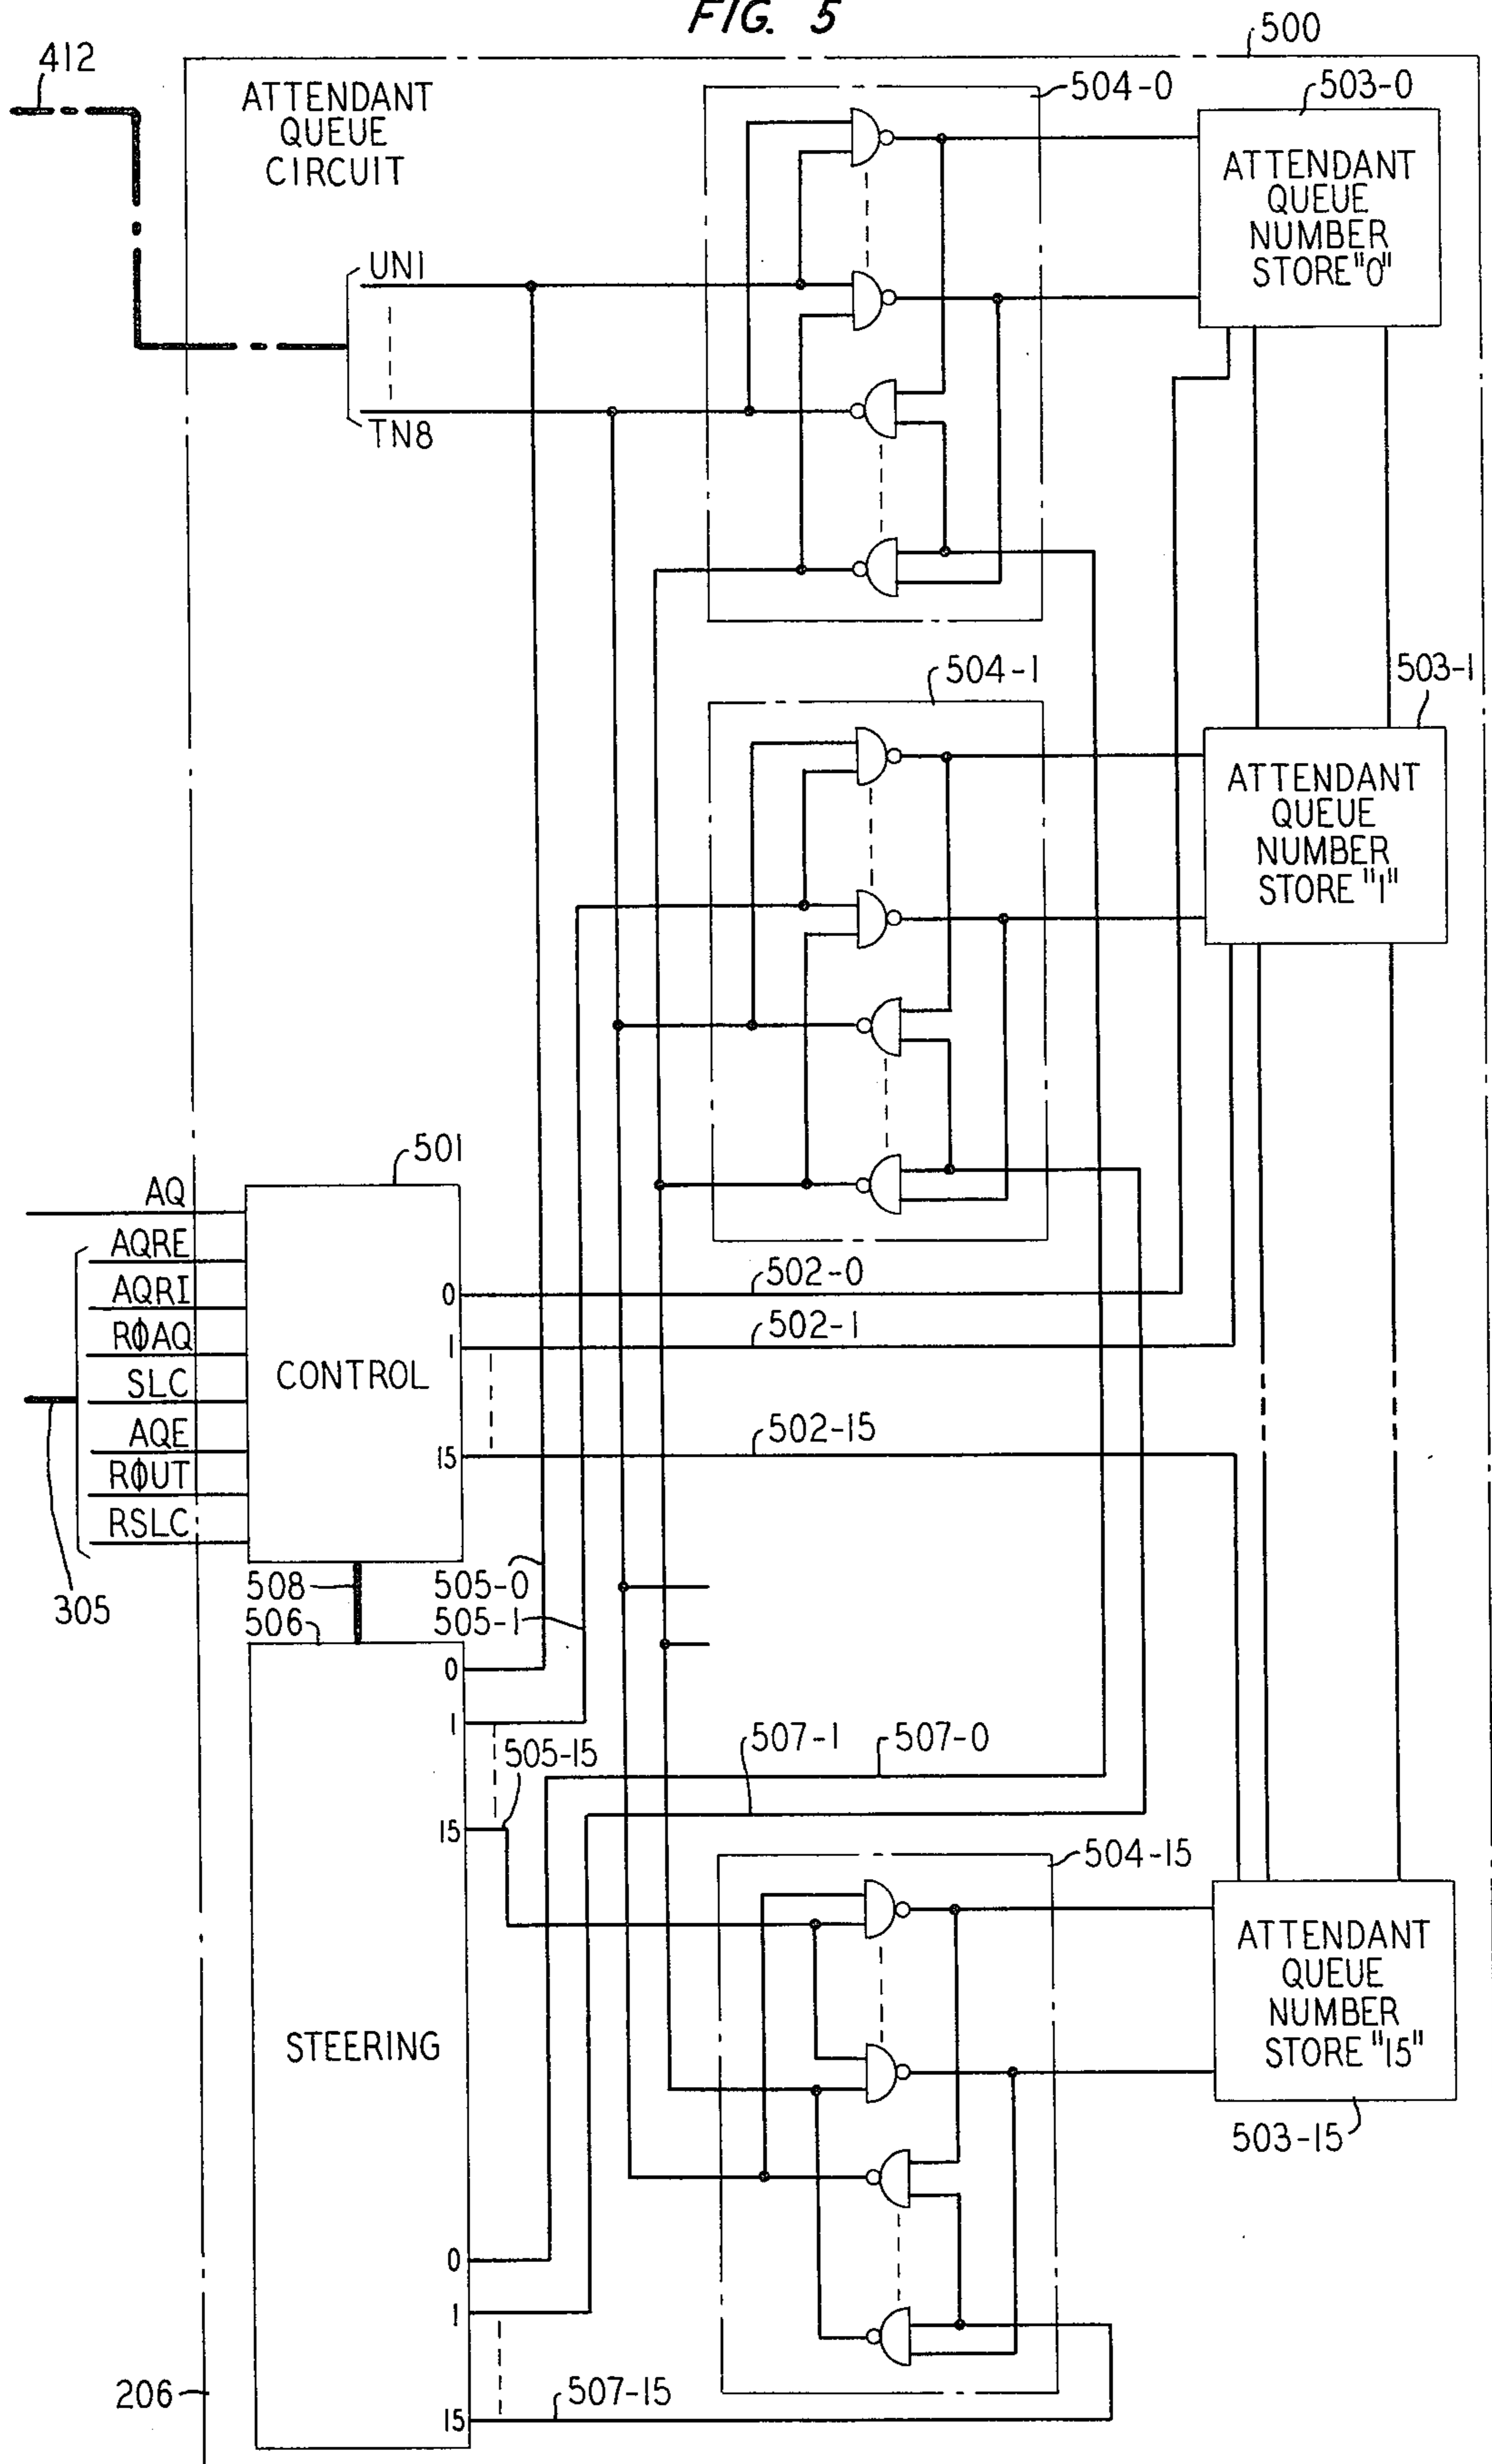 FIG. 5
500
412
ATTENDANT
QUEUE
CIRCUIT
504-0
503-0
ATTENDANT
QUEUE
NUMBER
STORE "0"
UN1
TN8
504-1
503-1
ATTENDANT
QUEUE
NUMBER
STORE "1"
501
AQ
AQRE
AQRI
RØAQ
SLC
AQE
RØUT
RSLC
305
CONTROL
0
1
15
502-0
502-1
502-15
508
506
505-0
505-1
0
1
505-15
15
507-1
507-0
504-15
STEERING
ATTENDANT
QUEUE
NUMBER
STORE "15"
503-15
0
1
15
507-15
206